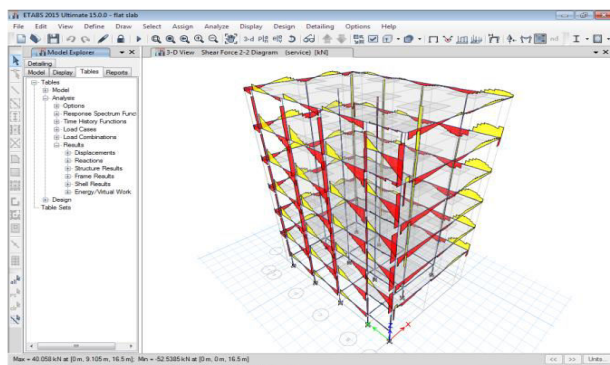 ETABS 2015 Ultimate 15.0.0 - flat slab
File Edit View Define Draw Select Assign Analyze Display Design Detailing Options Tools Help
3-d
Model Explorer
3-D View Shear Force 2-2 Diagram (service) [kN]
Detailing
Model Display Tables Reports
Tables
Model
Analysis
Options
Response Spectrum Func
Time History Functions
Load Cases
Load Combinations
Results
Displacements
Reactions
Structure Results
Frame Results
Shell Results
Energy/Virtual Work
Design
Table Sets
X
Max = 40.058 kN at [0 m, 9.105 m, 16.5 m] Min = -52.5385 kN at [0 m, 0 m, 16.5 m]
<< >> Units...